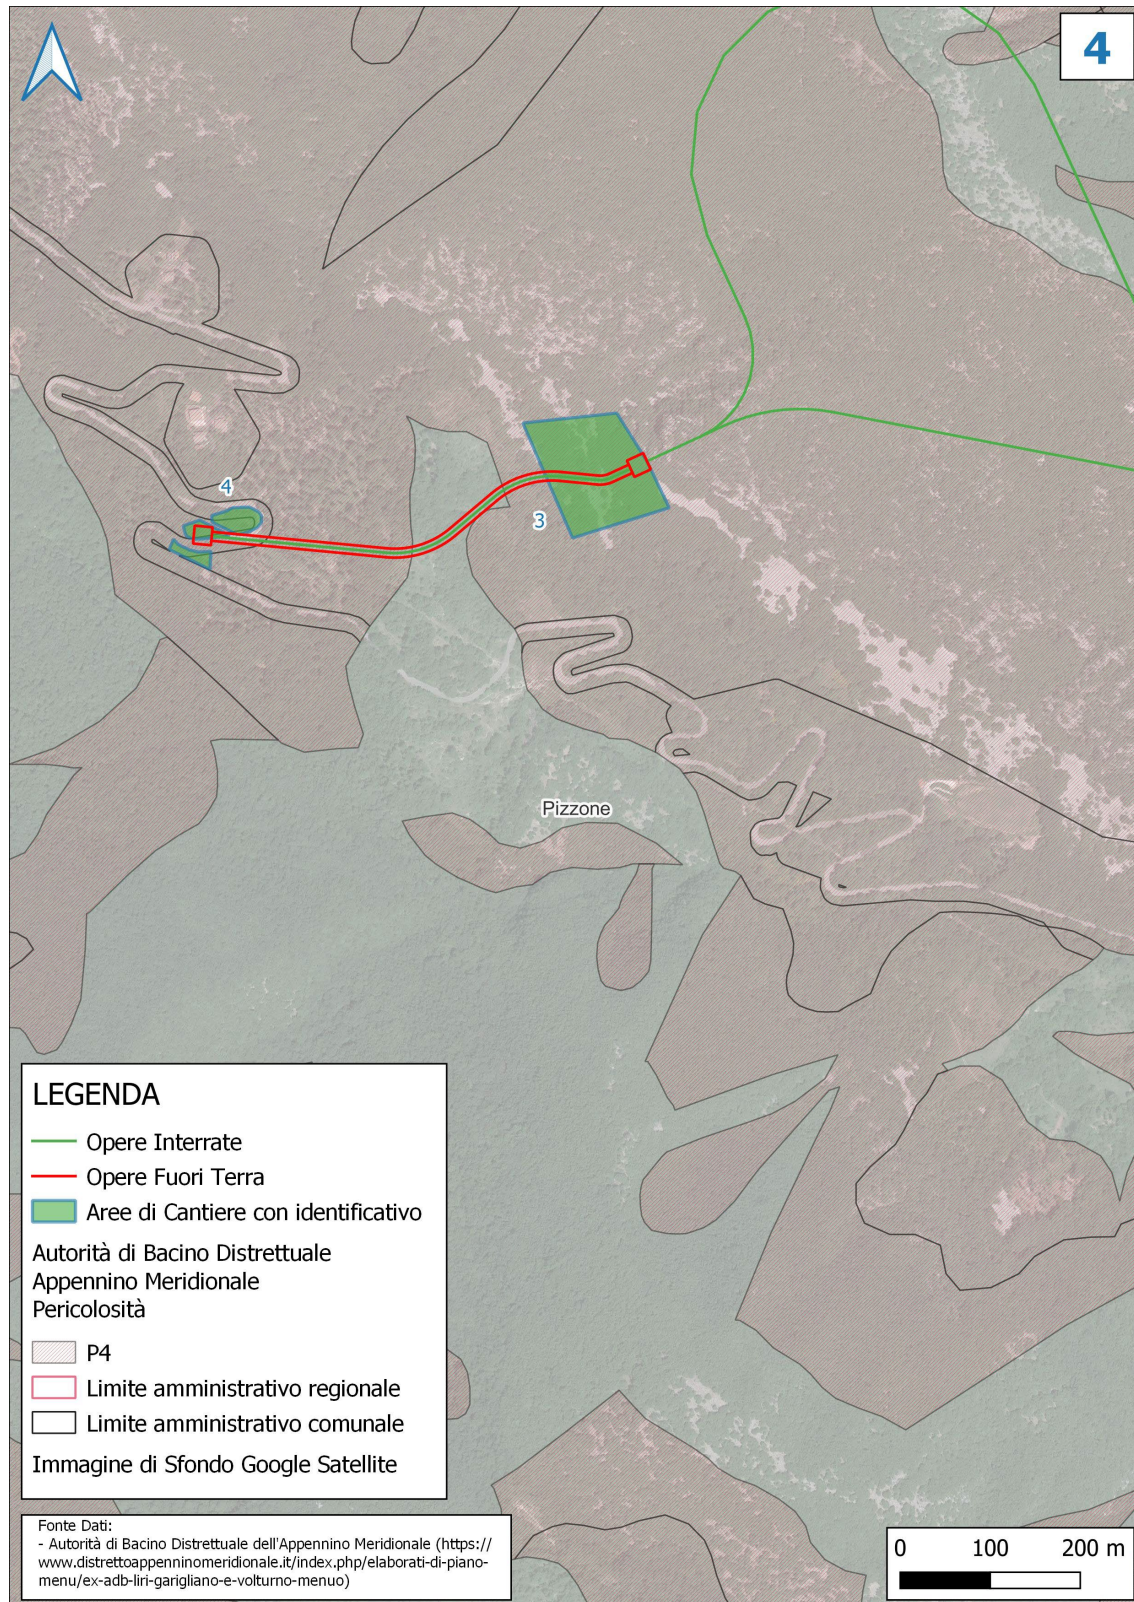 4
4
3
Pizzone
LEGENDA
Opere Interrate
Opere Fuori Terra
Aree di Cantiere con identificativo
Autorità di Bacino Distrettuale
Appennino Meridionale
Pericolosità
P4
Limite amministrativo regionale
Limite amministrativo comunale
Immagine di Sfondo Google Satellite
Fonte Dati:
- Autorità di Bacino Distrettuale dell'Appennino Meridionale (https://
www.distrettoappenninomeridionale.it/index.php/elaborati-di-piano-
menu/ex-adb-liri-garigliano-e-volturno-menuo)
0 100 200 m